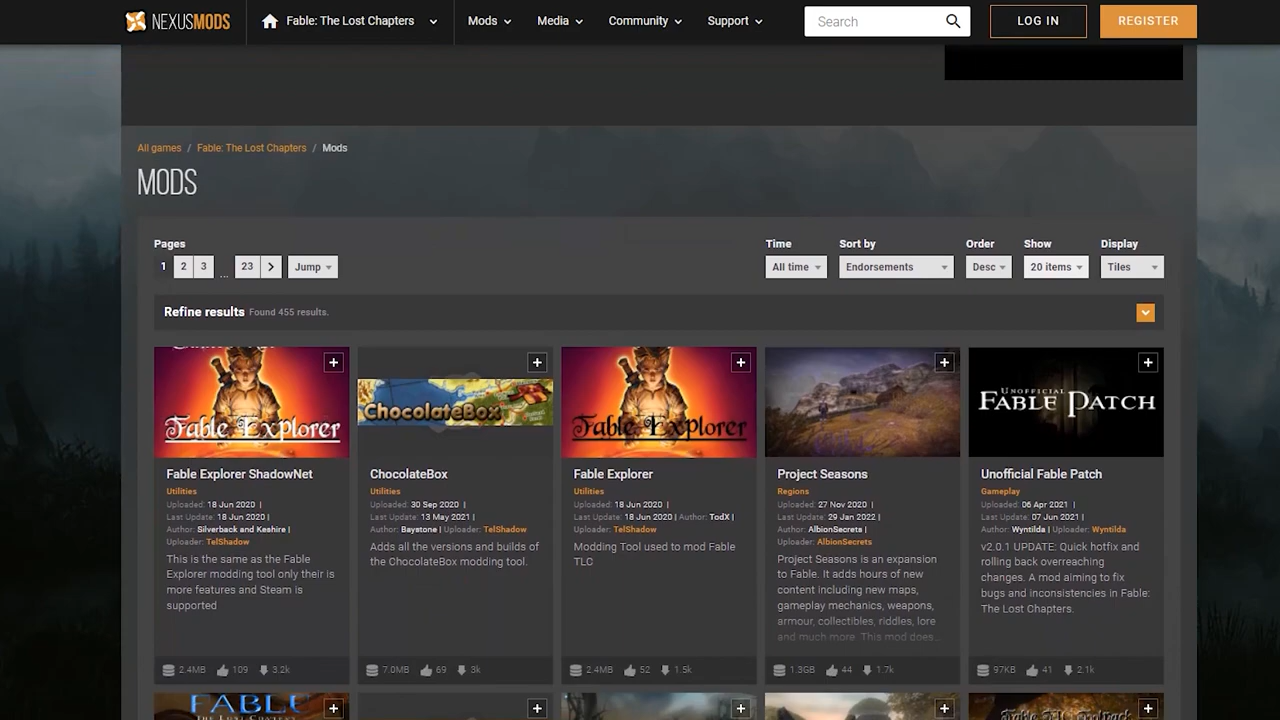 NEXUSMODS Fable: The Lost Chapters Mods Media Community Support Search LOG IN REGISTER
All games / Fable: The Lost Chapters / Mods
MODS
Pages Time Sort by Order Show Display
1 2 3 ... 23 > Jump All time Endorsements Desc 20 items Tiles
Refine results Found 455 results.
Fable Explorer
Fable Explorer ShadowNet
Utilities
Uploaded: 18 Jun 2020 |
Last Update: 18 Jun 2020 |
Author: Silverback and Keshire |
Uploader: TelShadow
This is the same as the Fable
Explorer modding tool only their is
more features and Steam is
supported
2.4MB 109 3.2k
ChocolateBox
ChocolateBox
Utilities
Uploaded: 30 Sep 2020 |
Last Update: 13 May 2021 |
Author: Baystone | Uploader: TelShadow
Adds all the versions and builds of
the ChocolateBox modding tool.
7.0MB 69 3k
Fable Explorer
Fable Explorer
Utilities
Uploaded: 18 Jun 2020 |
Last Update: 18 Jun 2020 | Author: TodX |
Uploader: TelShadow
Modding Tool used to mod Fable
TLC
2.4MB 52 1.5k
Project Seasons
Regions
Uploaded: 27 Nov 2020 |
Last Update: 29 Jan 2022 |
Author: AlbionSecrets |
Uploader: AlbionSecrets
Project Seasons is an expansion
to Fable. It adds hours of new
content including new maps,
gameplay mechanics, weapons,
armour, collectibles, riddles, lore
and much more. This mod does...
1.3GB 44 1.7k
UNOFFICIAL
FABLE PATCH
Unofficial Fable Patch
Gameplay
Uploaded: 06 Apr 2021 |
Last Update: 07 Jun 2021 |
Author: Wyntilda | Uploader: Wyntilda
v2.0.1 UPDATE: Quick hotfix and
rolling back overreaching
changes. A mod aiming to fix
bugs and inconsistencies in Fable:
The Lost Chapters.
97KB 41 2.1k
FABLE